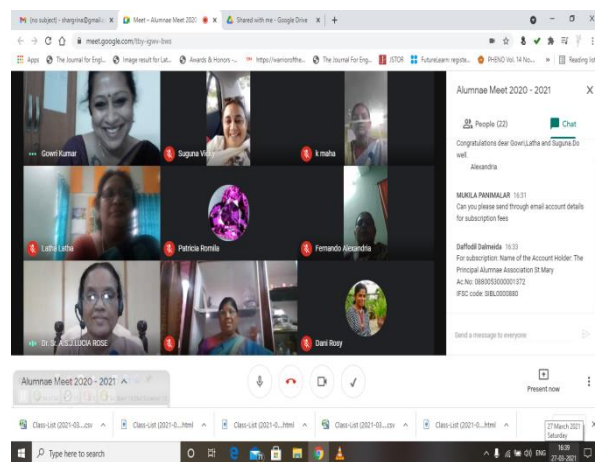 (no subject) - shargrina@gmail.c
Meet – Alumnae Meet 2020
Shared with me - Google Drive
meet.google.com/tby-igwv-bws
Apps
The Journal for Engl...
Image result for Lat...
Awards & Honors -...
https//warriorofthe...
The Journal For Eng...
JSTOR
FutureLearn registe...
PHENO Vol. 14 No...
Reading list
Alumnae Meet 2020 - 2021
People (22)
Chat
Congratulations dear Gowri,Latha and Suguna.Do
well.
Alexandria
MUKILA PANIMALAR 16:31
Can you please send through email account details
for subscription fees
Daffodil Dalmeida 16:33
For subscription: Name of the Account Holder: The
Principal Alumnae Association St.Mary
Ac.No: 0880053000001372
IFSC code: SIBL0000880
Send a message to everyone
Gowri Kumar
Suguna
k maha
Latha Latha
Patricia Romila
Fernando Alexandria
Dr. Sr. A.S.J.LUCIA ROSE
Dani Rosy
Alumnae Meet 2020 - 2021
Present now
Class-List (2021-03...csv
Class-List (2021-0...html
Class-List (2021-0...html
Class-List (2021-03...csv
Class-List (2021-0...html
27 March 2021
Saturday
Type here to search
ENG
16:39
27-03-2021